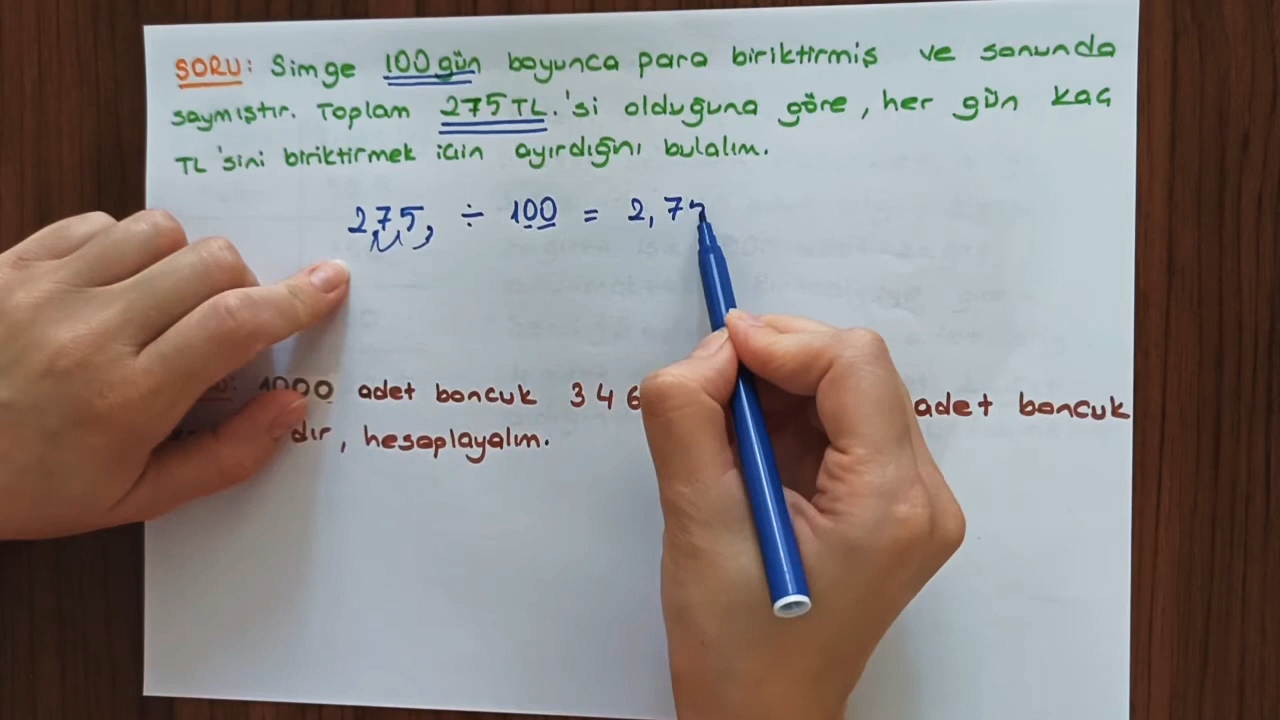 SORU: Simge 100 gün boyunca para biriktirmiş ve sonunda
saymıştır. Toplam 275 TL.'si olduğuna göre, her gün kaç
TL'sini biriktirmek için ayırdığını bulalım.
275, ÷ 100 = 2,7
1000 adet boncuk 346 adet boncuk
dır, hesaplayalım.